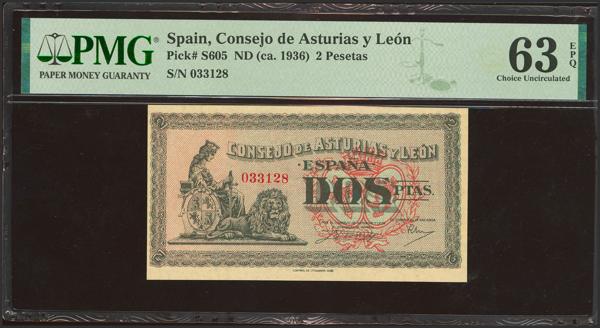 PMG
PAPER MONEY GUARANTY
Spain, Consejo de Asturias y León
Pick# S605 ND (ca. 1936) 2 Pesetas
S/N 033128
63 EPQ
Choice Uncirculated
CONSEJO DE ASTURIAS Y LEÓN
·ESPAÑA·
033128
DOS PTAS.